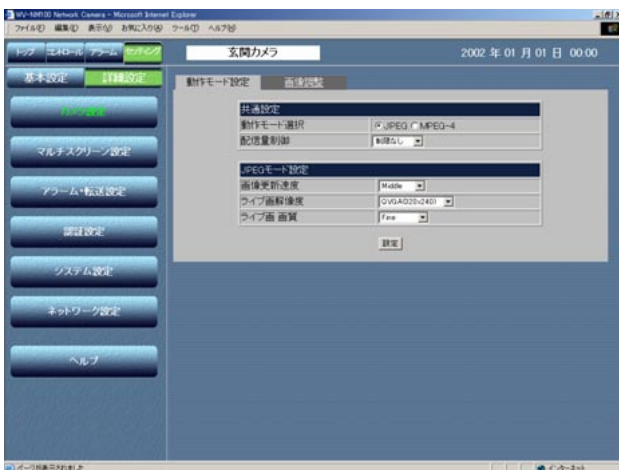 WV-NM100 Network Camera - Microsoft Internet Explorer
ファイル(F) 編集(E) 表示(V) お気に入り(A) ツール(T) ヘルプ(H)
トップ コントロール アラーム セッティング
玄関カメラ
2002 年 01 月 01 日 00:00
基本設定 詳細設定
動作モード設定 画像調整
カメラ設定
マルチスクリーン設定
アラーム・転送設定
認証設定
システム設定
ネットワーク設定
ヘルプ
共通設定
動作モード選択 JPEG MPEG-4
配信量制御 制限なし
JPEGモード設定
画像更新速度 Middle
ライブ画解像度 QVGA(320x240)
ライブ画 画質 Fine
設定
ページが表示されました
インターネット